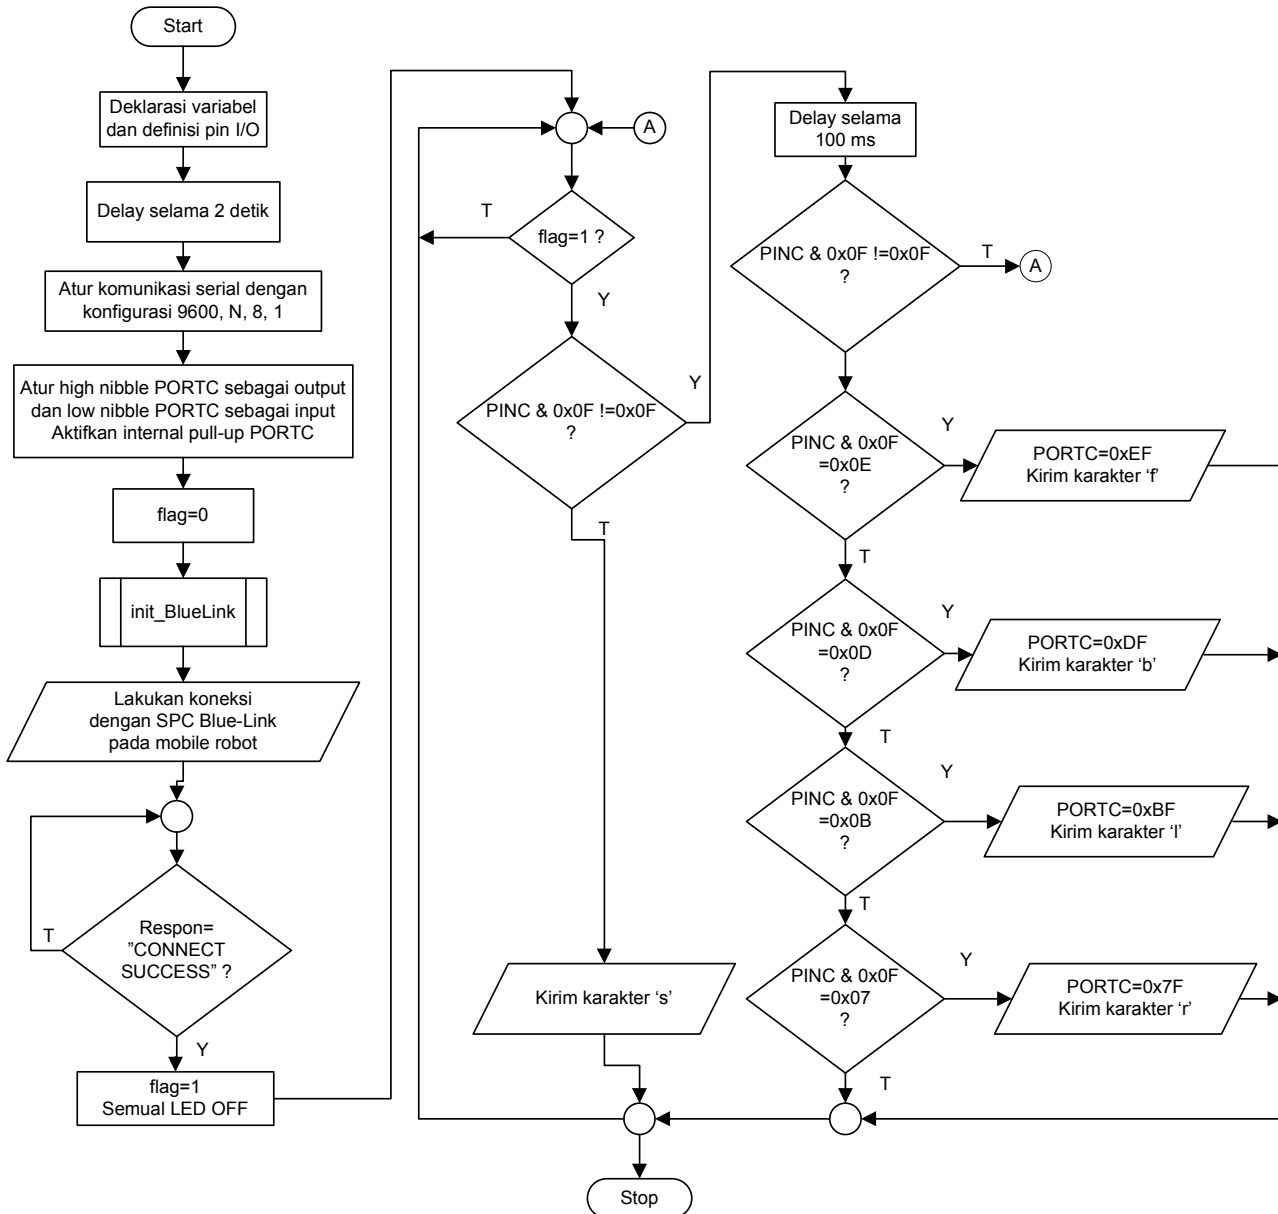 Start
Deklarasi variabel
dan definisi pin I/O
Delay selama 2 detik
Atur komunikasi serial dengan
konfigurasi 9600, N, 8, 1
Atur high nibble PORTC sebagai output
dan low nibble PORTC sebagai input
Aktifkan internal pull-up PORTC
flag=0
init_BlueLink
Lakukan koneksi
dengan SPC Blue-Link
pada mobile robot
Respon=
”CONNECT
SUCCESS” ?
T
Y
flag=1
Semual LED OFF
A
flag=1 ?
T
Y
PINC & 0x0F !=0x0F
?
Y
T
Kirim karakter ‘s’
Stop
Delay selama
100 ms
PINC & 0x0F !=0x0F
?
T
A
PINC & 0x0F
=0x0E
?
Y
PORTC=0xEF
Kirim karakter ‘f’
T
PINC & 0x0F
=0x0D
?
Y
PORTC=0xDF
Kirim karakter ‘b’
T
PINC & 0x0F
=0x0B
?
Y
PORTC=0xBF
Kirim karakter ‘l’
T
PINC & 0x0F
=0x07
?
Y
PORTC=0x7F
Kirim karakter ‘r’
T